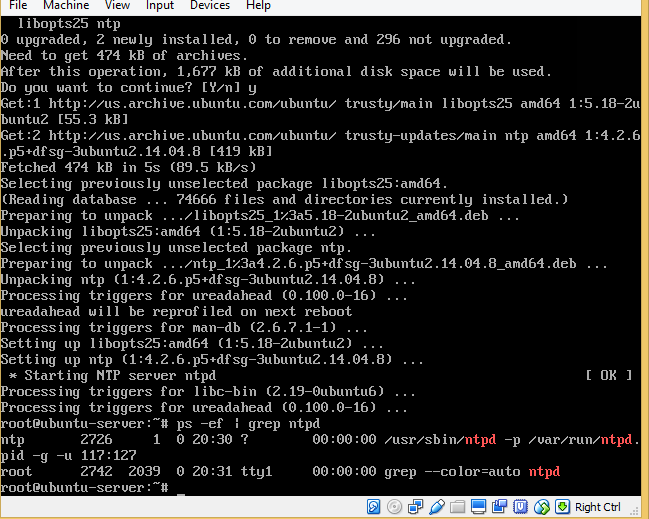 File Machine View Input Devices Help
libopts25 ntp
0 upgraded, 2 newly installed, 0 to remove and 296 not upgraded.
Need to get 474 kB of archives.
After this operation, 1,677 kB of additional disk space will be used.
Do you want to continue? [Y/n] y
Get:1 http://us.archive.ubuntu.com/ubuntu/ trusty/main libopts25 amd64 1:5.18-2u
buntu2 [55.3 kB]
Get:2 http://us.archive.ubuntu.com/ubuntu/ trusty-updates/main ntp amd64 1:4.2.6
.p5+dfsg-3ubuntu2.14.04.8 [419 kB]
Fetched 474 kB in 5s (89.5 kB/s)
Selecting previously unselected package libopts25:amd64.
(Reading database ... 74666 files and directories currently installed.)
Preparing to unpack .../libopts25_1%3a5.18-2ubuntu2_amd64.deb ...
Unpacking libopts25:amd64 (1:5.18-2ubuntu2) ...
Selecting previously unselected package ntp.
Preparing to unpack .../ntp_1%3a4.2.6.p5+dfsg-3ubuntu2.14.04.8_amd64.deb ...
Unpacking ntp (1:4.2.6.p5+dfsg-3ubuntu2.14.04.8) ...
Processing triggers for ureadahead (0.100.0-16) ...
ureadahead will be reprofiled on next reboot
Processing triggers for man-db (2.6.7.1-1) ...
Setting up libopts25:amd64 (1:5.18-2ubuntu2) ...
Setting up ntp (1:4.2.6.p5+dfsg-3ubuntu2.14.04.8) ...
* Starting NTP server ntpd [ OK ]
Processing triggers for libc-bin (2.19-0ubuntu6) ...
Processing triggers for ureadahead (0.100.0-16) ...
root@ubuntu-server:~# ps -ef | grep ntpd
ntp 2726 1 0 20:30 ? 00:00:00 /usr/sbin/ntpd -p /var/run/ntpd.
pid -g -u 117:127
root 2742 2039 0 20:31 tty1 00:00:00 grep --color=auto ntpd
root@ubuntu-server:~# _
Right Ctrl